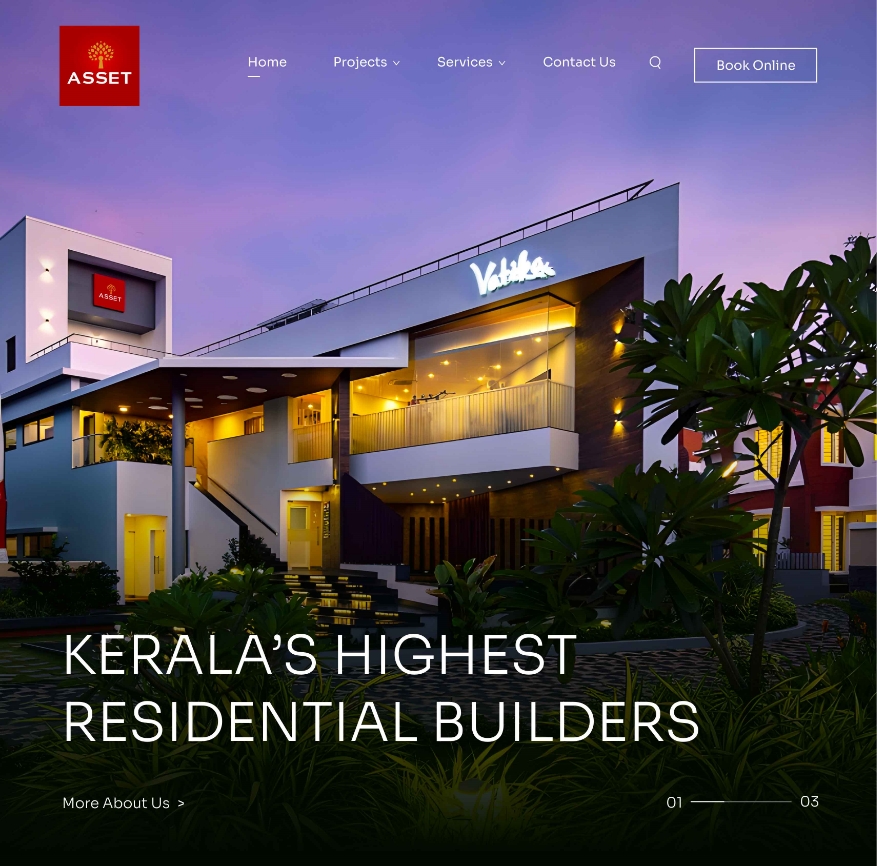 ASSET
Home
Projects
Services
Contact Us
Book Online
Vatika
ASSET
KERALA’S HIGHEST
RESIDENTIAL BUILDERS
More About Us >
01
03